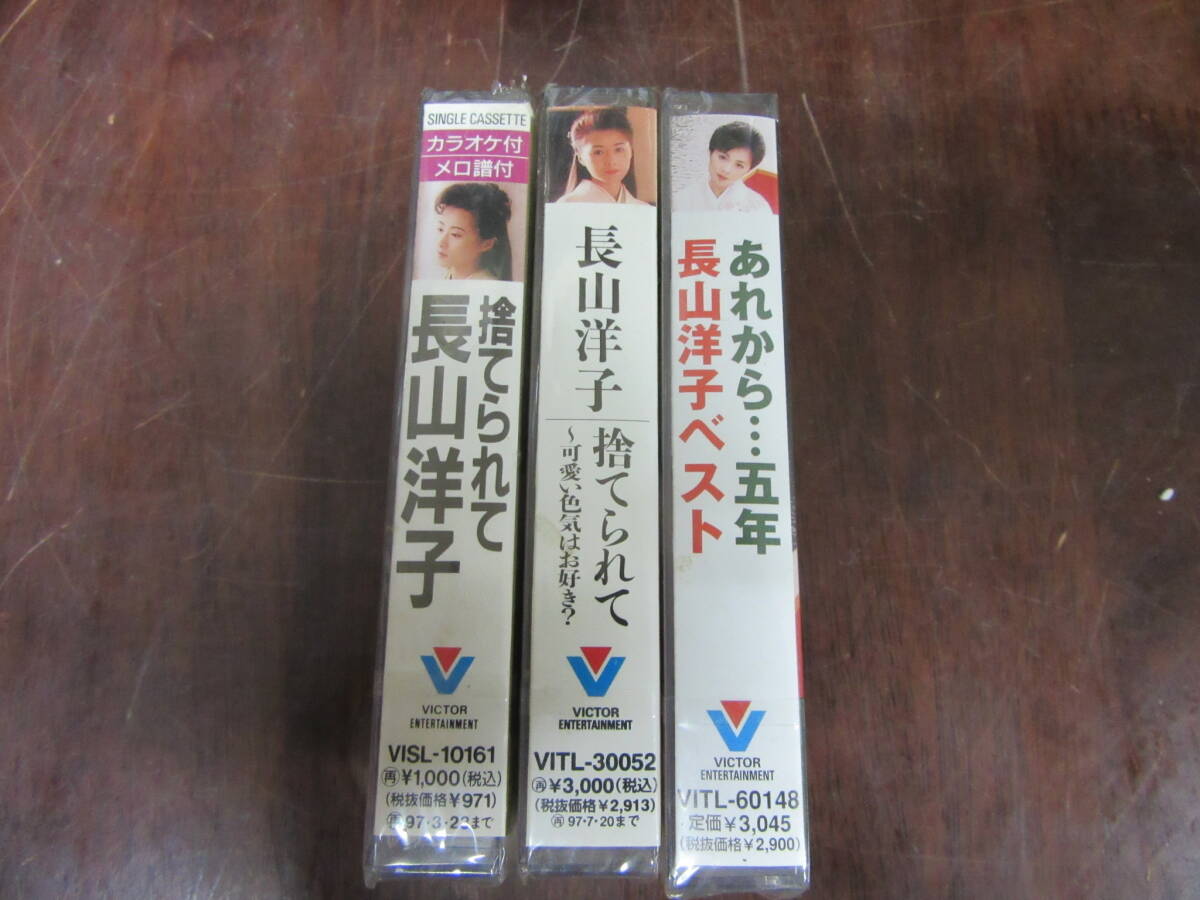 SINGLE CASSETTE
カラオケ付
メロ譜付
捨てられて
長山洋子
VICTOR
ENTERTAINMENT
VISL-10161
再¥1,000(税込)
(税抜価格¥971)
再97・3・23まで
長山洋子
捨てられて
〜可愛い色気はお好き?
VICTOR
ENTERTAINMENT
VITL-30052
再¥3,000(税込)
(税抜価格¥2,913)
再97・7・20まで
あれから…五年
長山洋子ベスト
VICTOR
ENTERTAINMENT
VITL-60148
定価¥3,045
(税抜価格¥2,900)